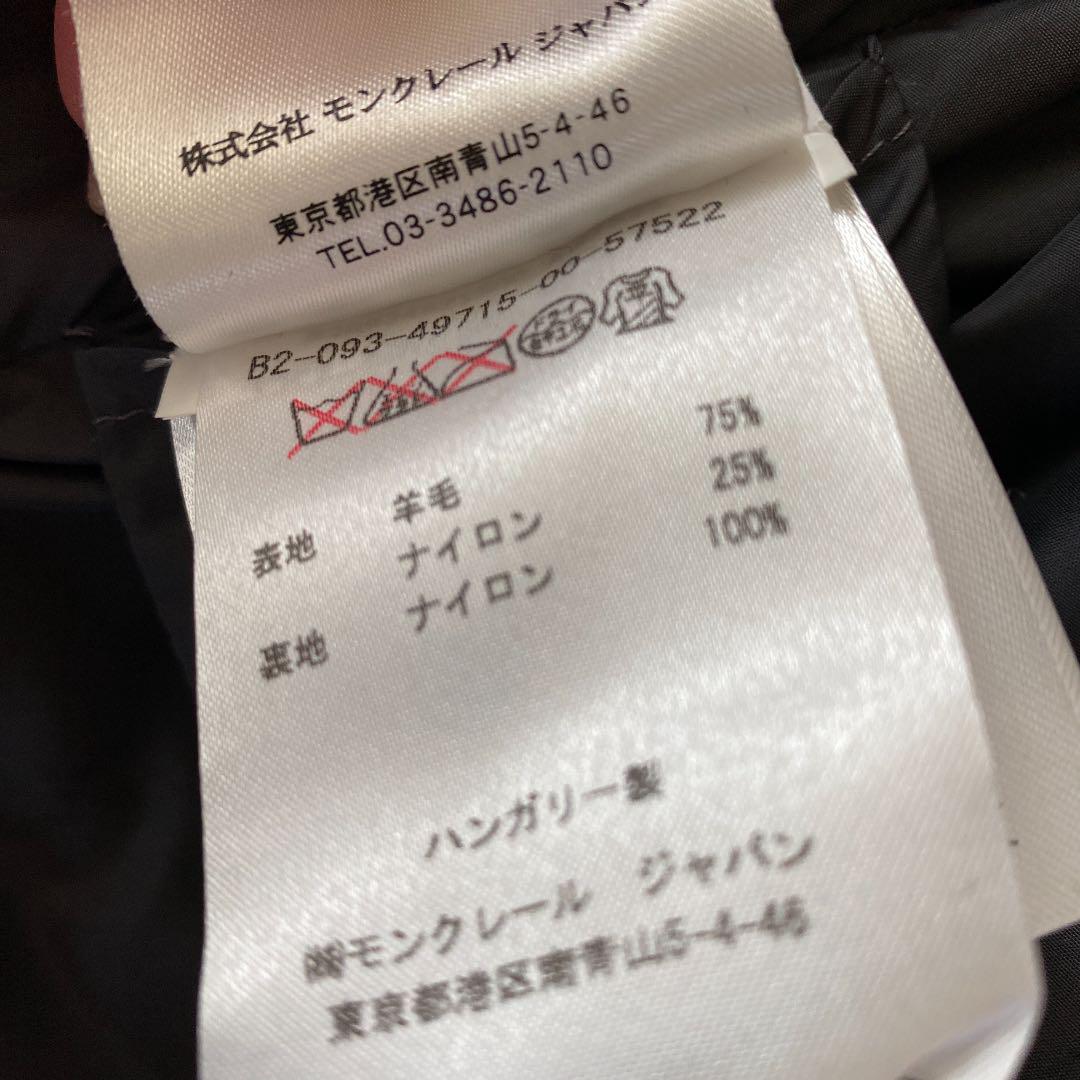 株式会社 モンクレール ジャパン
東京都港区南青山5-4-46
TEL.03-3486-2110
B2-093-49715-00-57522
75%
羊毛 25%
表地 ナイロン 100%
ナイロン
裏地
ハンガリー製
㈱モンクレール ジャパン
東京都港区南青山5-4-46